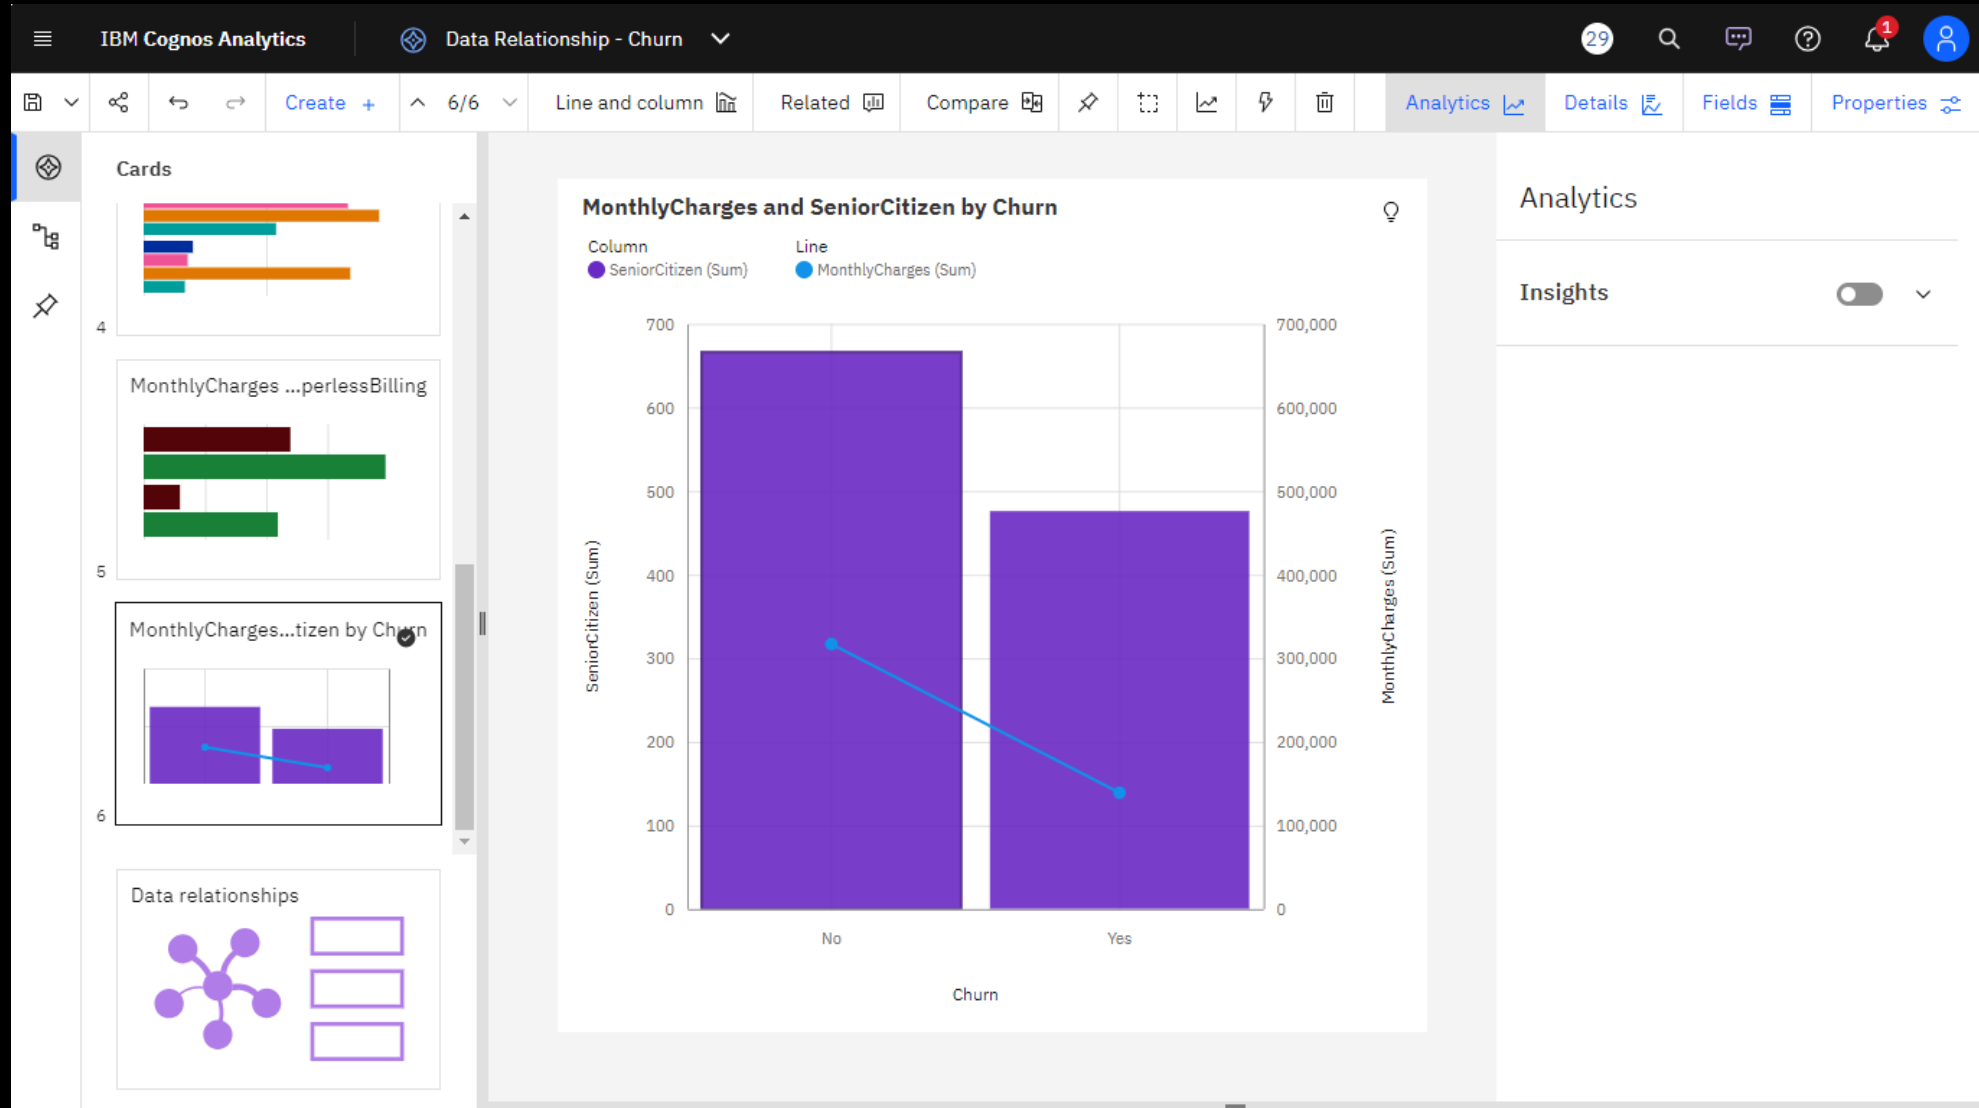 IBM Cognos Analytics
Data Relationship - Churn
29
1
Create +
6/6
Line and column
Related
Compare
Analytics
Details
Fields
Properties
Cards
4
MonthlyCharges ...perlessBilling
5
MonthlyCharges...tizen by Churn
6
Data relationships
MonthlyCharges and SeniorCitizen by Churn
Column
Line
SeniorCitizen (Sum)
MonthlyCharges (Sum)
700
600
500
400
300
200
100
0
SeniorCitizen (Sum)
700,000
600,000
500,000
400,000
300,000
200,000
100,000
0
MonthlyCharges (Sum)
No
Yes
Churn
Analytics
Insights